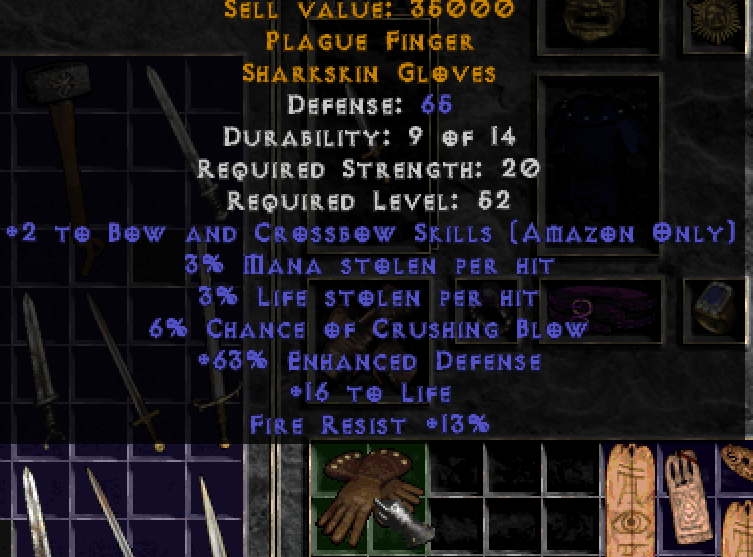 Sell value: 35000
Plague Finger
Sharkskin Gloves
Defense: 65
Durability: 9 of 14
Required Strength: 20
Required Level: 52
+2 to Bow and Crossbow Skills (Amazon Only)
3% Mana stolen per hit
3% Life stolen per hit
6% Chance of Crushing Blow
+63% Enhanced Defense
+16 to Life
Fire Resist +13%